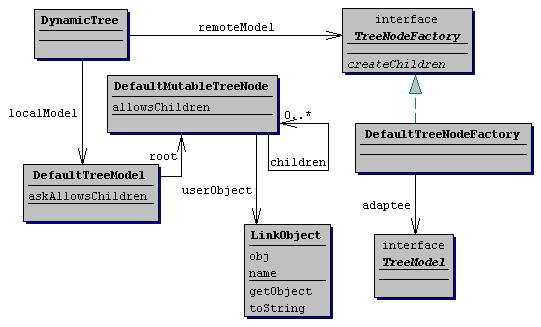 DynamicTree
remoteModel
interface
TreeNodeFactory
createChildren
DefaultMutableTreeNode
allowsChildren
0..*
localModel
DefaultTreeNodeFactory
root
children
DefaultTreeModel
askAllowsChildren
userObject
adaptee
LinkObject
obj
name
getObject
toString
interface
TreeModel